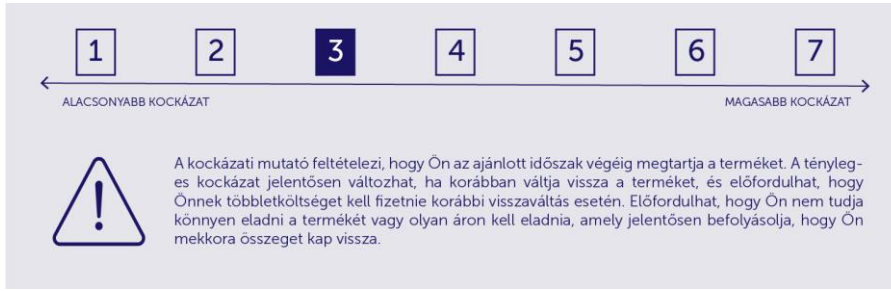 1 2 3 4 5 6 7
ALACSONYABB KOCKÁZAT MAGASABB KOCKÁZAT
A kockázati mutató feltételezi, hogy Ön az ajánlott időszak végéig megtartja a terméket. A tényleg-
es kockázat jelentősen változhat, ha korábban váltja vissza a terméket, és előfordulhat, hogy
Önnek többletköltséget kell fizetnie korábbi visszaváltás esetén. Előfordulhat, hogy Ön nem tudja
könnyen eladni a termékét vagy olyan áron kell eladnia, amely jelentősen befolyásolja, hogy Ön
mekkora összeget kap vissza.